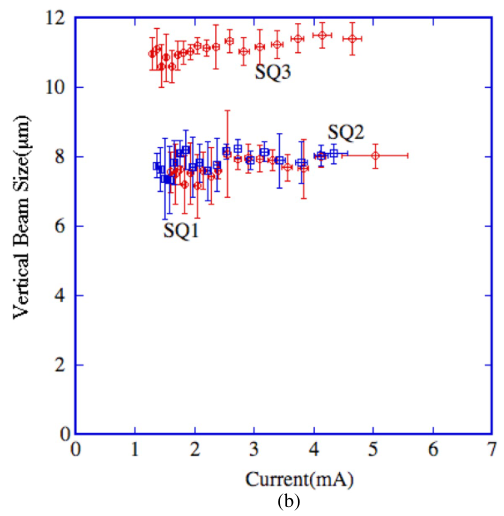 12
10
8
6
4
2
0
Vertical Beam Size(μm)
SQ3
SQ2
SQ1
0 1 2 3 4 5 6 7
Current(mA)
(b)